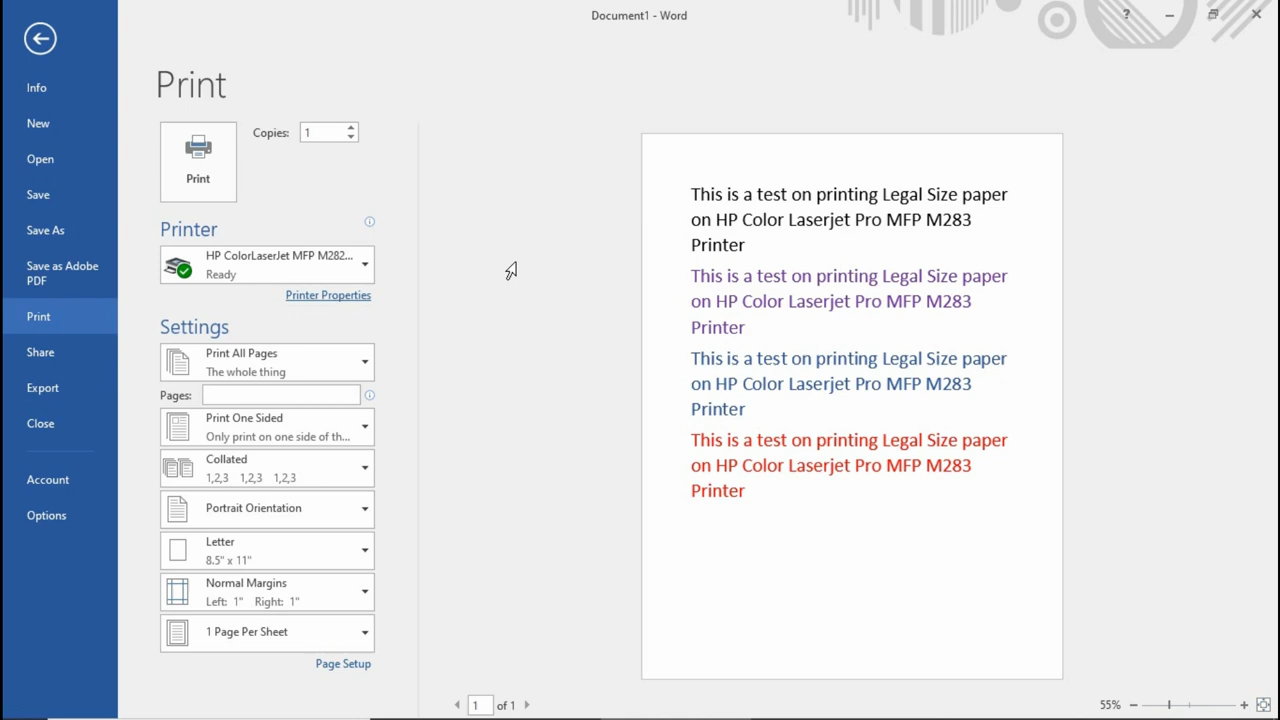 Document1 - Word
?
Info
New
Open
Save
Save As
Save as Adobe
PDF
Print
Share
Export
Close
Account
Options
Print
Print
Copies: 1
Printer
HP ColorLaserJet MFP M282...
Ready
Printer Properties
Settings
Print All Pages
The whole thing
Pages:
Print One Sided
Only print on one side of th...
Collated
1,2,3 1,2,3 1,2,3
Portrait Orientation
Letter
8.5" x 11"
Normal Margins
Left: 1" Right: 1"
1 Page Per Sheet
Page Setup
This is a test on printing Legal Size paper
on HP Color Laserjet Pro MFP M283
Printer
This is a test on printing Legal Size paper
on HP Color Laserjet Pro MFP M283
Printer
This is a test on printing Legal Size paper
on HP Color Laserjet Pro MFP M283
Printer
This is a test on printing Legal Size paper
on HP Color Laserjet Pro MFP M283
Printer
1 of 1
55%